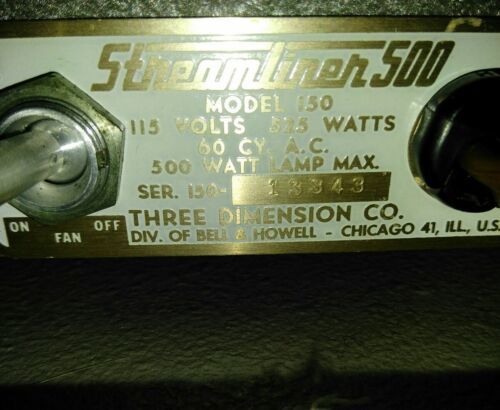 Streamliner 500
MODEL 150
115 VOLTS 525 WATTS
60 CY. A.C.
500 WATT LAMP MAX.
SER. 150- 13343
THREE DIMENSION CO.
DIV. OF BELL & HOWELL - CHICAGO 41, ILL., U.S.
ON OFF
FAN